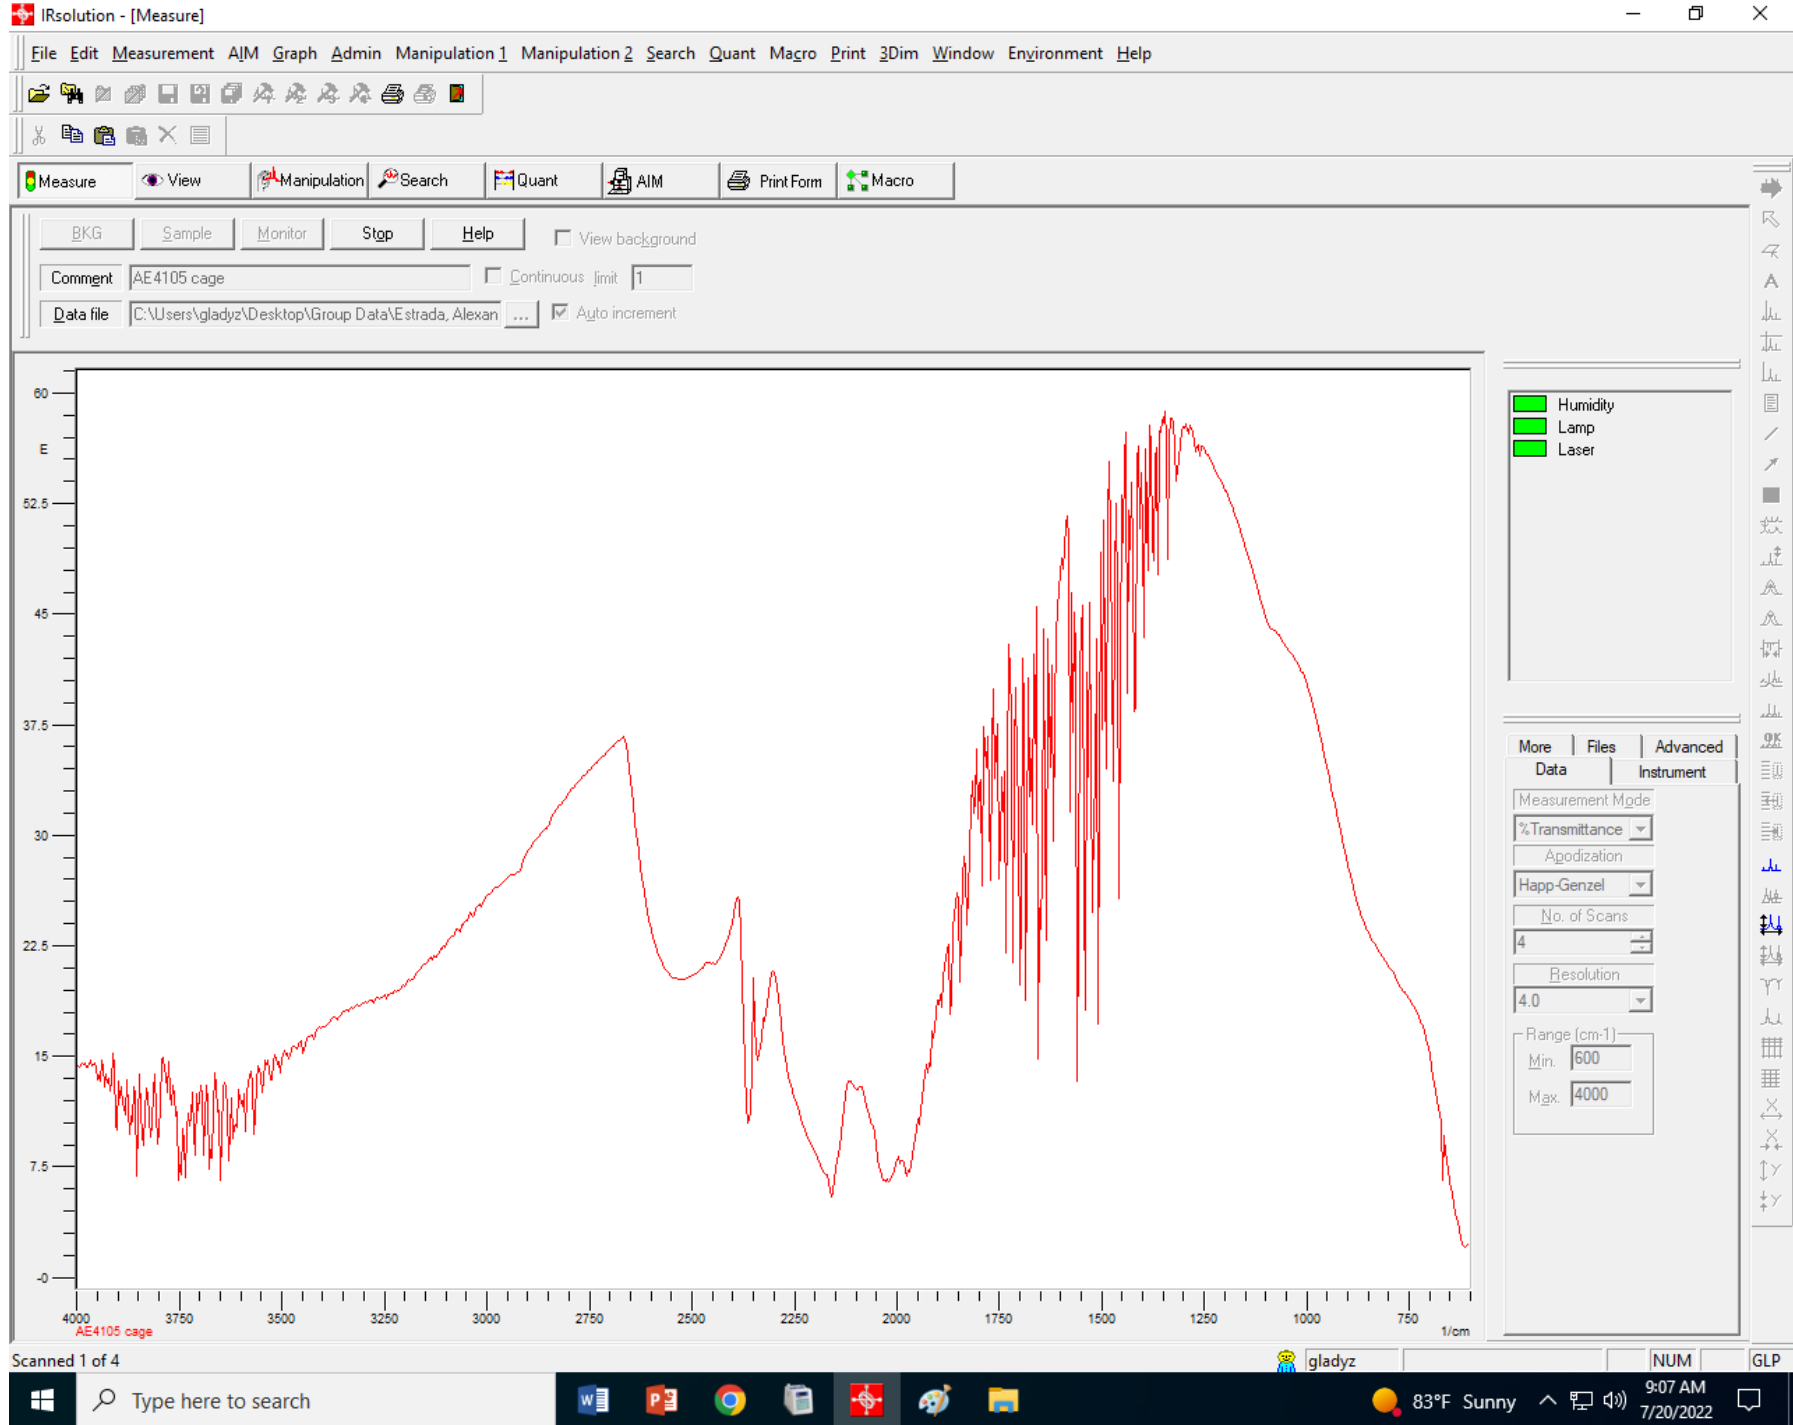 IRsolution - [Measure]
File Edit Measurement AIM Graph Admin Manipulation 1 Manipulation 2 Search Quant Macro Print 3Dim Window Environment Help
Measure View Manipulation Search Quant AIM Print Form Macro
BKG Sample Monitor Stop Help View background
Comment AE4105 cage Continuous limit 1
Data file C:\Users\gladyz\Desktop\Group Data\Estrada, Alexan ... Auto increment
60
E
52.5
45
37.5
30
22.5
15
7.5
-0
4000 3750 3500 3250 3000 2750 2500 2250 2000 1750 1500 1250 1000 750
AE4105 cage
1/cm
Humidity
Lamp
Laser
More Files Advanced
Data Instrument
Measurement Mode
%Transmittance
Apodization
Happ-Genzel
No. of Scans
4
Resolution
4.0
Range (cm-1)
Min. 600
Max. 4000
Scanned 1 of 4
gladyz
NUM
GLP
Type here to search
83°F Sunny
9:07 AM
7/20/2022